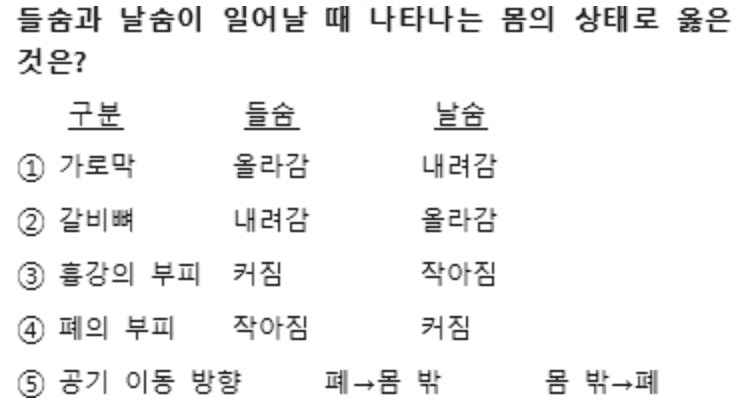 들숨과 날숨이 일어날 때 나타나는 몸의 상태로 옳은
것은?
구분 들숨 날숨
① 가로막 올라감 내려감
② 갈비뼈 내려감 올라감
③ 흉강의 부피 커짐 작아짐
④ 폐의 부피 작아짐 커짐
⑤ 공기 이동 방향 폐→몸 밖 몸 밖→폐